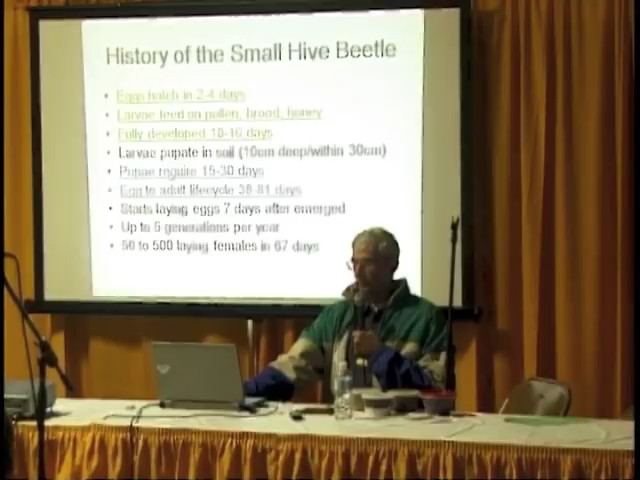 History of the Small Hive Beetle
• Eggs hatch in 2-4 days
• Larvae feed on pollen, brood, honey
• Fully developed 10-16 days
• Larvae pupate in soil (10cm deep/within 30cm)
• Pupae require 15-30 days
• Egg to adult lifecycle 38-81 days
• Starts laying eggs 7 days after emerged
• Up to 5 generations per year
• 50 to 500 laying females in 67 days